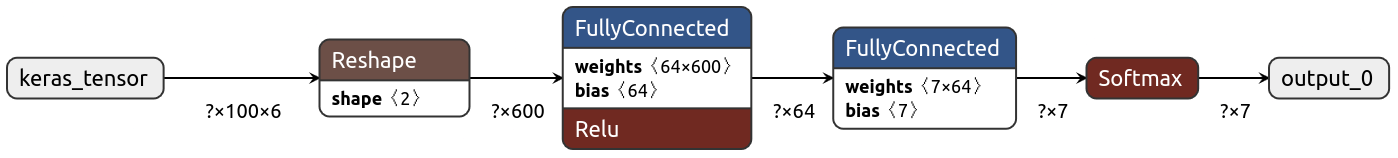 keras_tensor
?×100×6
Reshape
shape〈2〉
?×600
FullyConnected
weights〈64×600〉
bias〈64〉
Relu
?×64
FullyConnected
weights〈7×64〉
bias〈7〉
?×7
Softmax
?×7
output_0